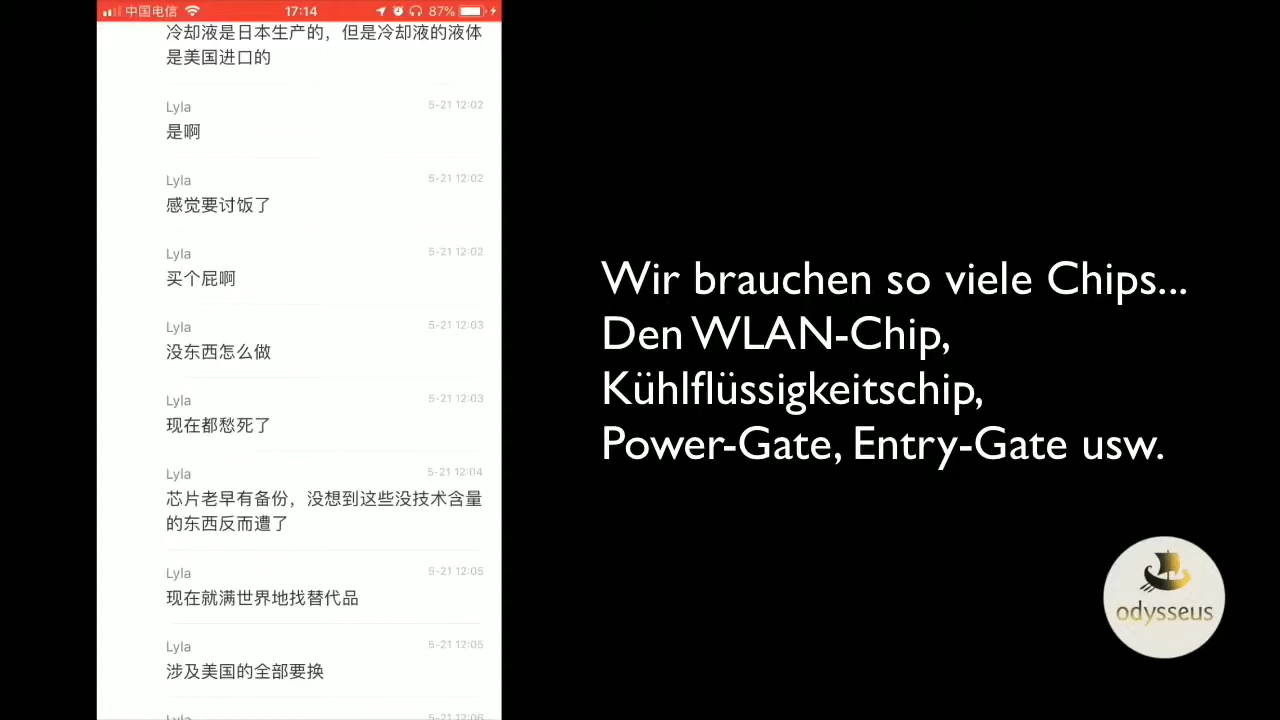 中国电信 17:14 87%
冷却液是日本生产的，但是冷却液的液体
是美国进口的
Lyla 5-21 12:02
是啊
Lyla 5-21 12:02
感觉要讨饭了
Lyla 5-21 12:02
买个屁啊
Lyla 5-21 12:03
没东西怎么做
Lyla 5-21 12:03
现在都愁死了
Lyla 5-21 12:04
芯片老早有备份，没想到这些没技术含量
的东西反而遭了
Lyla 5-21 12:05
现在就满世界地找替代品
Lyla 5-21 12:05
涉及美国的全部要换
Lyla 5-21 12:06
Wir brauchen so viele Chips...
Den WLAN-Chip,
Kühlflüssigkeitschip,
Power-Gate, Entry-Gate usw.
odysseus